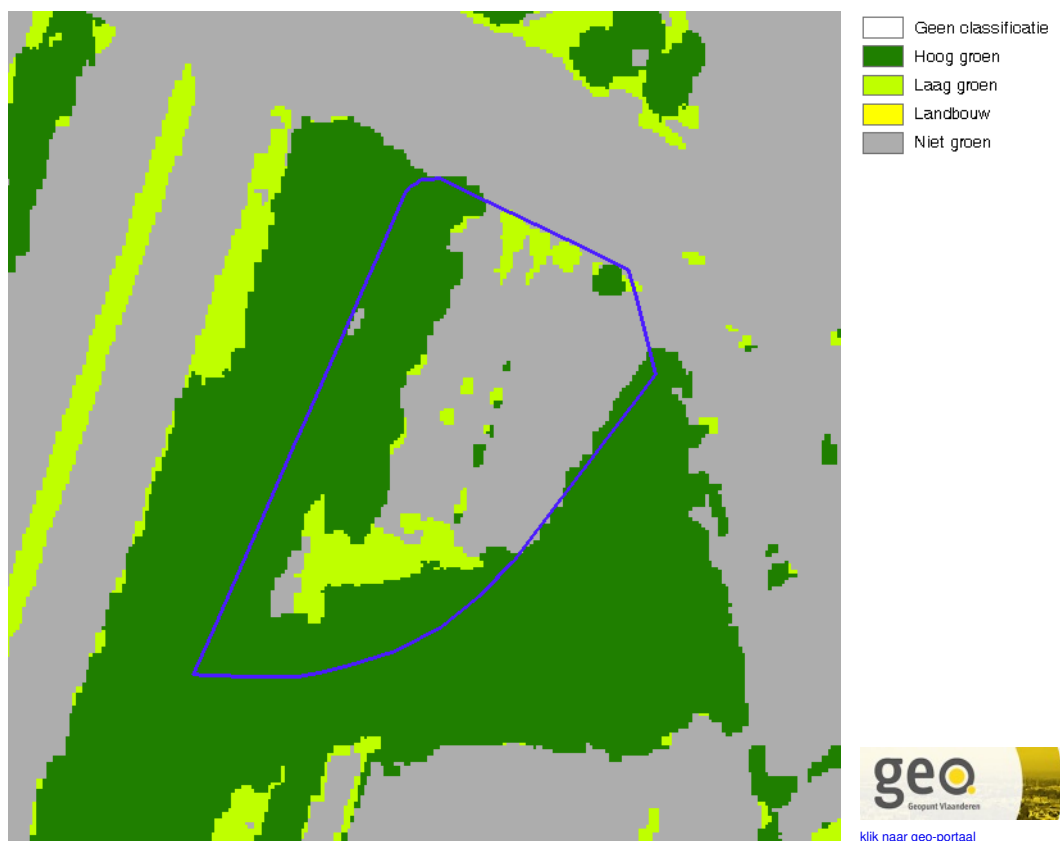 Geen classificatie
Hoog groen
Laag groen
Landbouw
Niet groen
geo.
Geopunt Vlaanderen
klik naar geo-portaal